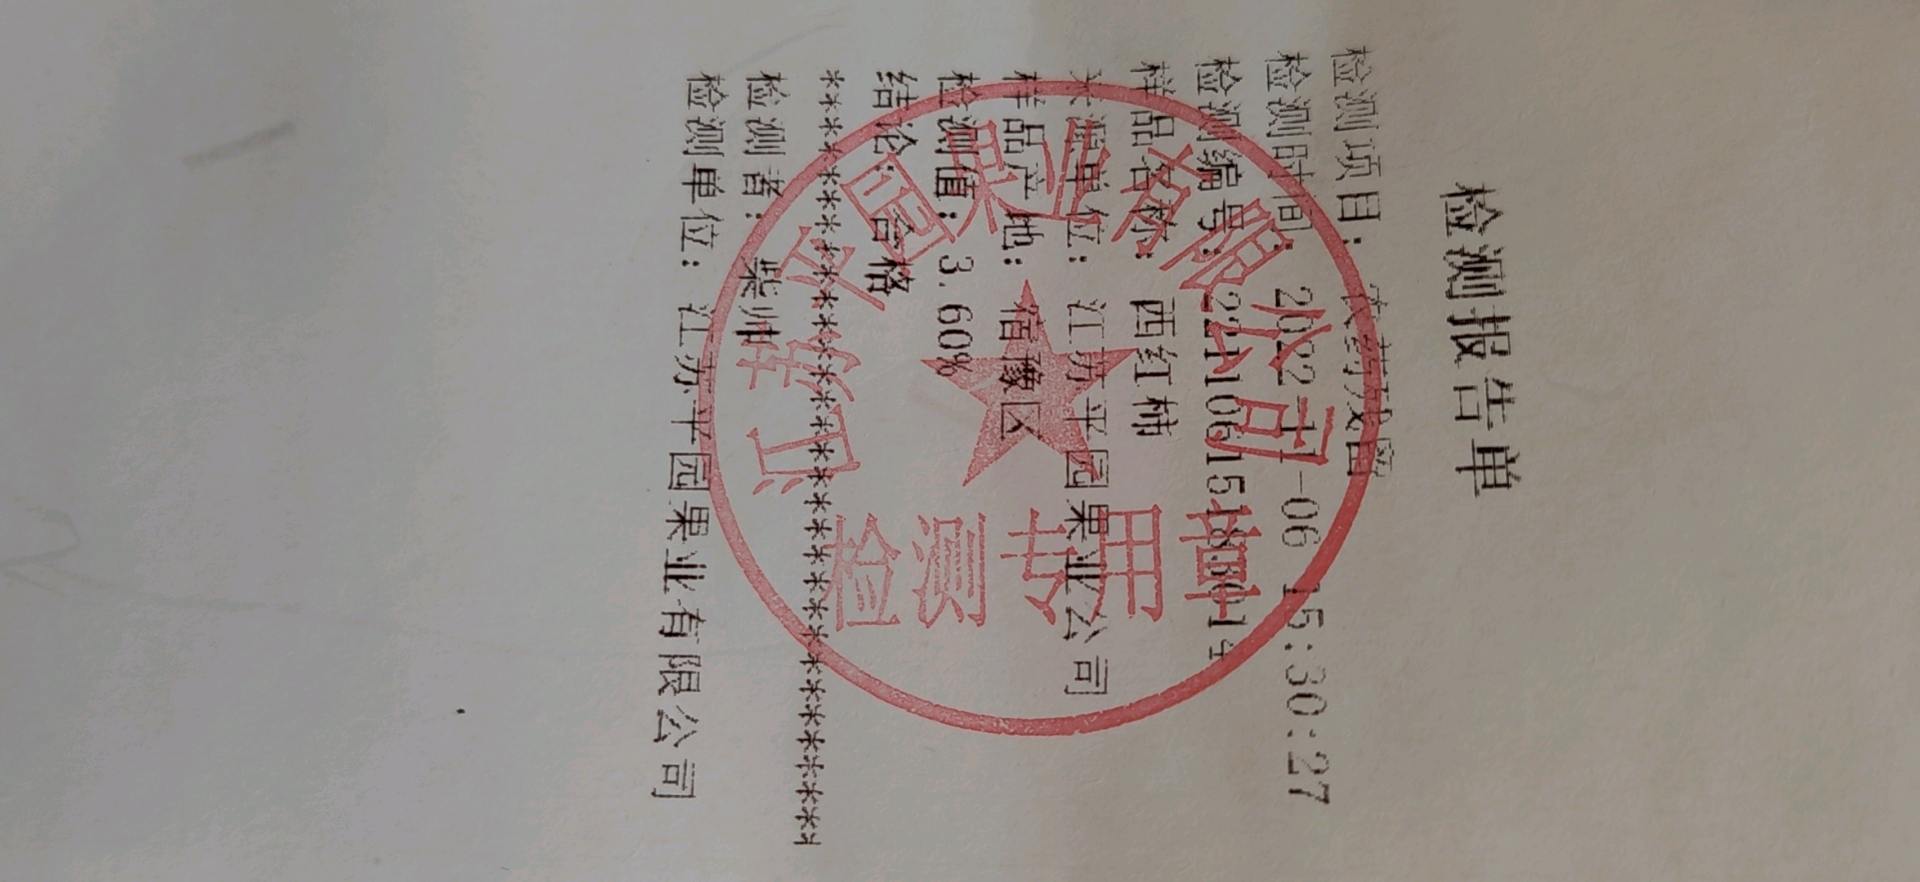 检测报告单
检测项目: 农药残留
检测时间: 2022-11-06 15:30:27
检测编号:
样品名称: 西红柿
来源单位: 江苏平园果业公司
样品产地: 宿豫区
检测值: 3.60%
结论: 合格
******************************
检测者: 柴帅
检测单位: 江苏平园果业有限公司
江苏平园果业有限公司
检测专用章